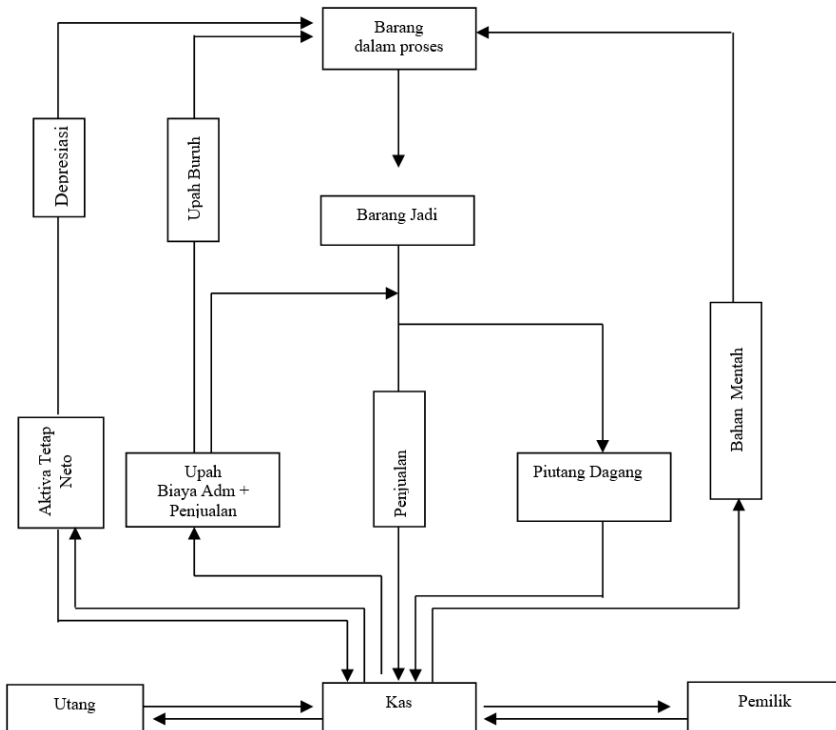 Barang
dalam proses
Depresiasi
Upah Buruh
Barang Jadi
Bahan Mentah
Aktiva Tetap
Neto
Upah
Biaya Adm +
Penjualan
Penjualan
Piutang Dagang
Utang
Kas
Pemilik